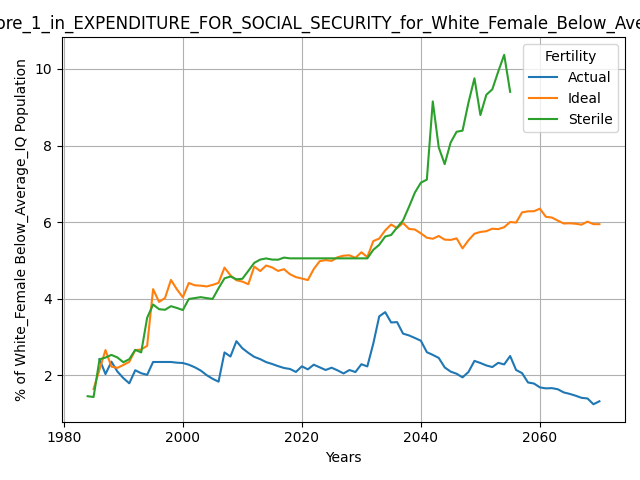 ore_1_in_EXPENDITURE_FOR_SOCIAL_SECURITY_for_White_Female_Below_Ave
% of White_Female Below_Average_IQ Population
10
8
6
4
2
1980
2000
2020
2040
2060
Years
Fertility
Actual
Ideal
Sterile